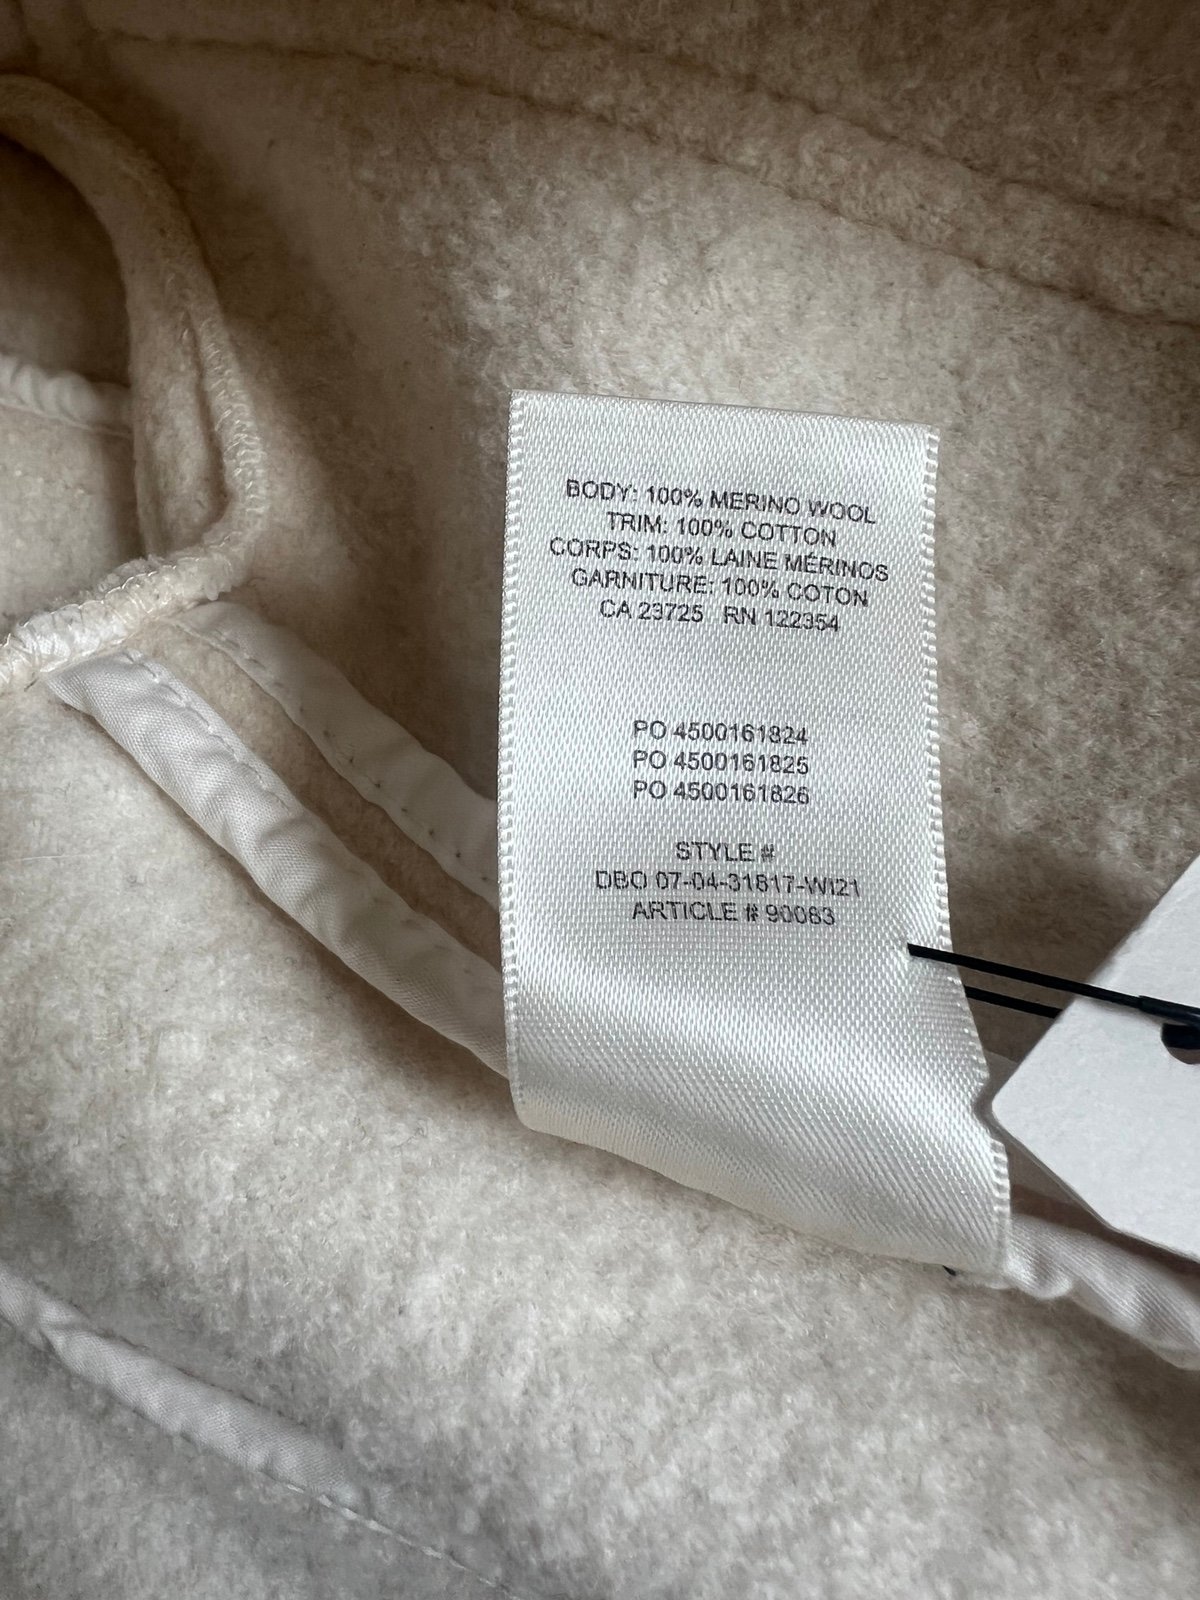 BODY: 100% MERINO WOOL
TRIM: 100% COTTON
CORPS: 100% LAINE MÉRINOS
GARNITURE: 100% COTON
CA 23725 RN 122354
PO 4500161824
PO 4500161825
PO 4500161826
STYLE #
DBO 07-04-31817-WI21
ARTICLE # 90083